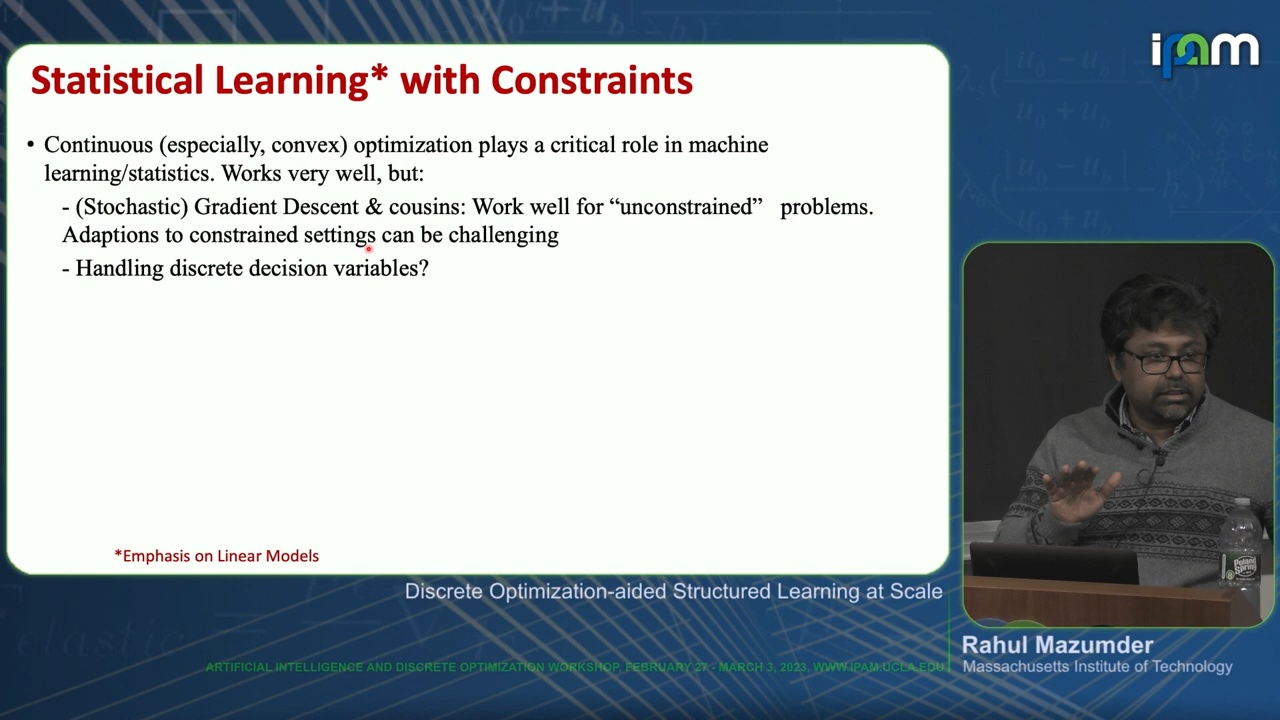 ipam
Statistical Learning* with Constraints
• Continuous (especially, convex) optimization plays a critical role in machine
learning/statistics. Works very well, but:
- (Stochastic) Gradient Descent & cousins: Work well for “unconstrained” problems.
Adaptions to constrained settings can be challenging
- Handling discrete decision variables?
*Emphasis on Linear Models
Poland
Spring
Discrete Optimization-aided Structured Learning at Scale
elastic
Rahul Mazumder
Massachusetts Institute of Technology
ARTIFICIAL INTELLIGENCE AND DISCRETE OPTIMIZATION WORKSHOP, FEBRUARY 27 - MARCH 3, 2023, WWW.IPAM.UCLA.EDU